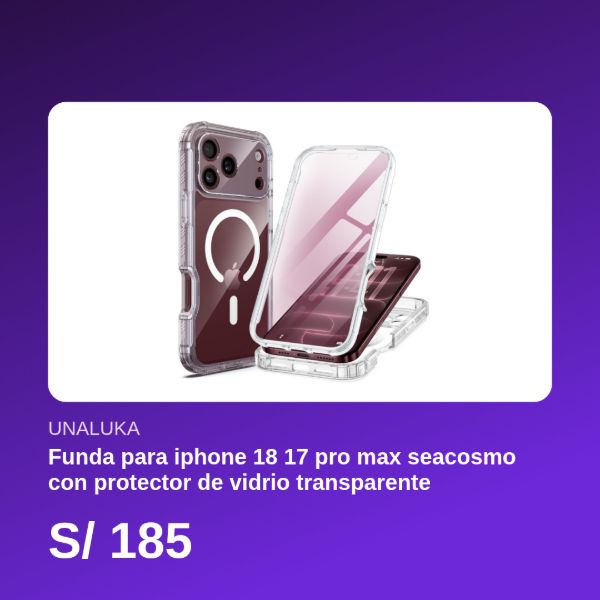 UNALUKA
Funda para iphone 18 17 pro max seacosmo
con protector de vidrio transparente
S/ 185